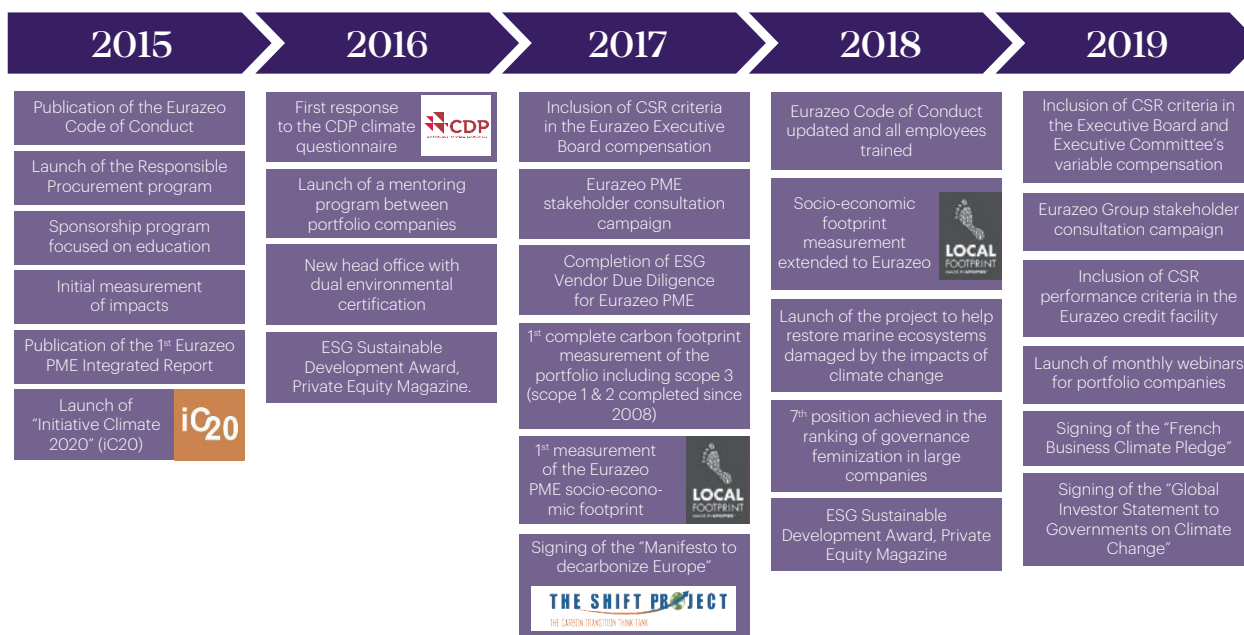 2015
2016
2017
2018
2019
Publication of the Eurazeo
Code of Conduct
Launch of the Responsible
Procurement program
Sponsorship program
focused on education
Initial measurement
of impacts
Publication of the 1st Eurazeo
PME Integrated Report
Launch of
“Initiative Climate
2020” (iC20)
iC20
First response
to the CDP climate
questionnaire
CDP
Launch of a mentoring
program between
portfolio companies
New head office with
dual environmental
certification
ESG Sustainable
Development Award,
Private Equity Magazine.
Inclusion of CSR criteria
in the Eurazeo Executive
Board compensation
Eurazeo PME
stakeholder consultation
campaign
Completion of ESG
Vendor Due Diligence
for Eurazeo PME
1st complete carbon footprint
measurement of the
portfolio including scope 3
(scope 1 & 2 completed since
2008)
1st measurement
of the Eurazeo
PME socio-econo-
mic footprint
LOCAL
FOOTPRINT
Signing of the “Manifesto to
decarbonize Europe”
THE SHIFT PROJECT
THE CARBON TRANSITION THINK TANK
Eurazeo Code of Conduct
updated and all employees
trained
Socio-economic
footprint
measurement
extended to Eurazeo
LOCAL
FOOTPRINT
Launch of the project to help
restore marine ecosystems
damaged by the impacts of
climate change
7th position achieved in the
ranking of governance
feminization in large
companies
ESG Sustainable
Development Award, Private
Equity Magazine
Inclusion of CSR criteria in
the Executive Board and
Executive Committee’s
variable compensation
Eurazeo Group stakeholder
consultation campaign
Inclusion of CSR
performance criteria in the
Eurazeo credit facility
Launch of monthly webinars
for portfolio companies
Signing of the “French
Business Climate Pledge”
Signing of the “Global
Investor Statement to
Governments on Climate
Change”